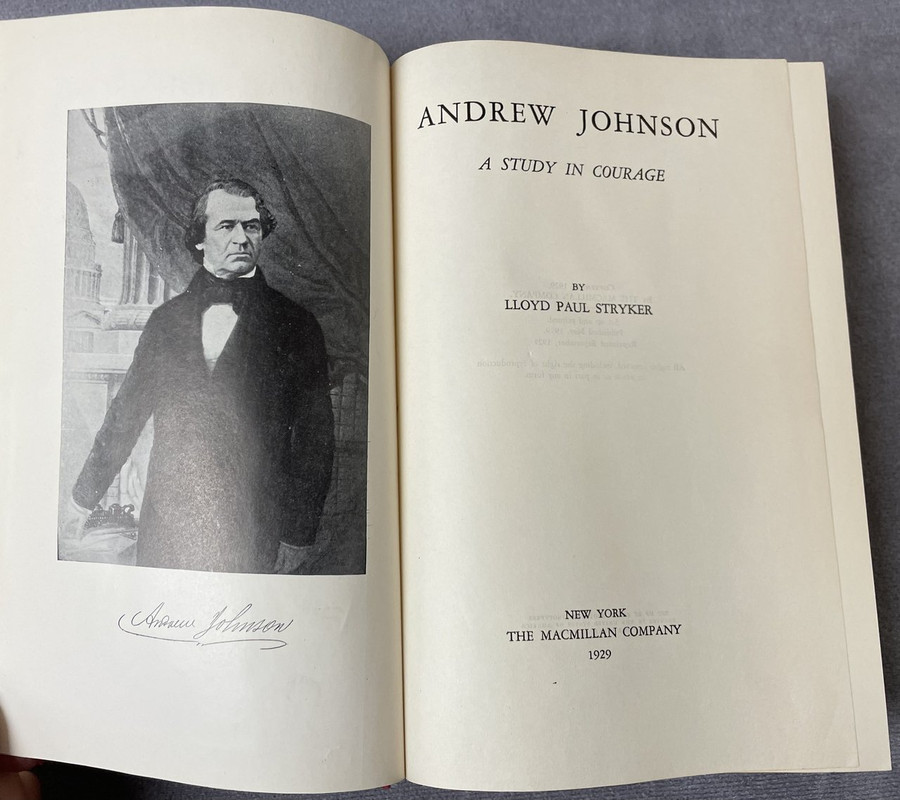 Andrew Johnson
ANDREW JOHNSON
A STUDY IN COURAGE
BY
LLOYD PAUL STRYKER
NEW YORK
THE MACMILLAN COMPANY
1929